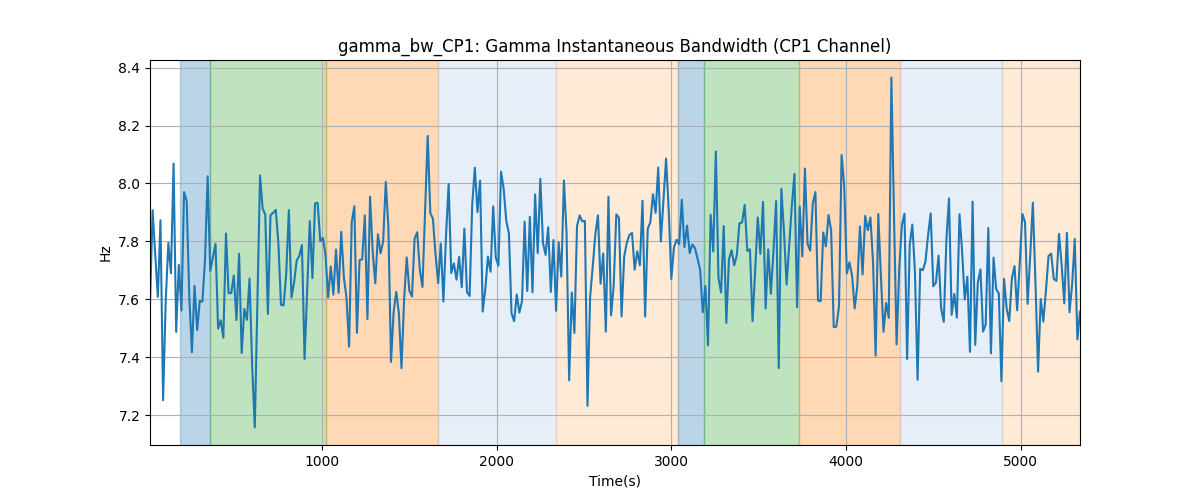 gamma_bw_CP1: Gamma Instantaneous Bandwidth (CP1 Channel)
8.4
8.2
8.0
7.8
7.6
7.4
7.2
Hz
1000 2000 3000 4000 5000
Time(s)